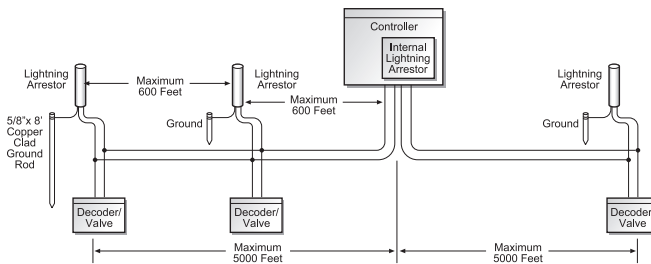 Controller
Internal
Lightning
Arrestor
Lightning
Arrestor
Maximum
600 Feet
Lightning
Arrestor
Maximum
600 Feet
Lightning
Arrestor
5/8"x 8'
Copper
Clad
Ground
Rod
Ground
Ground
Decoder/
Valve
Decoder/
Valve
Decoder/
Valve
Maximum
5000 Feet
Maximum
5000 Feet